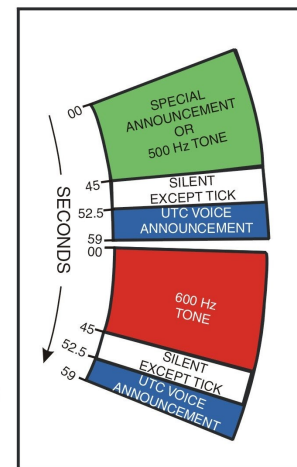 00
SPECIAL
ANNOUNCEMENT
OR
500 Hz TONE
45
SILENT
EXCEPT TICK
52.5
UTC VOICE
ANNOUNCEMENT
59
00
SECONDS
600 Hz
TONE
45
SILENT
EXCEPT TICK
52.5
UTC VOICE
ANNOUNCEMENT
59